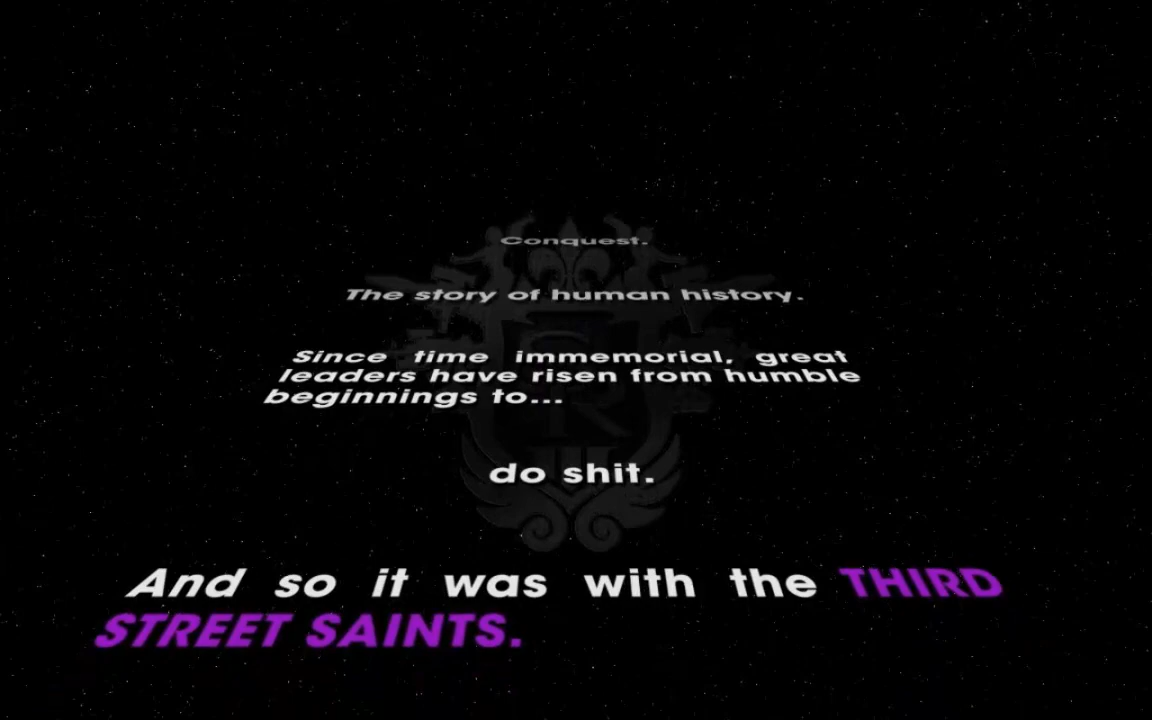 Conquest.
The story of human history.
Since time immemorial, great
leaders have risen from humble
beginnings to...
do shit.
And so it was with the THIRD
STREET SAINTS.